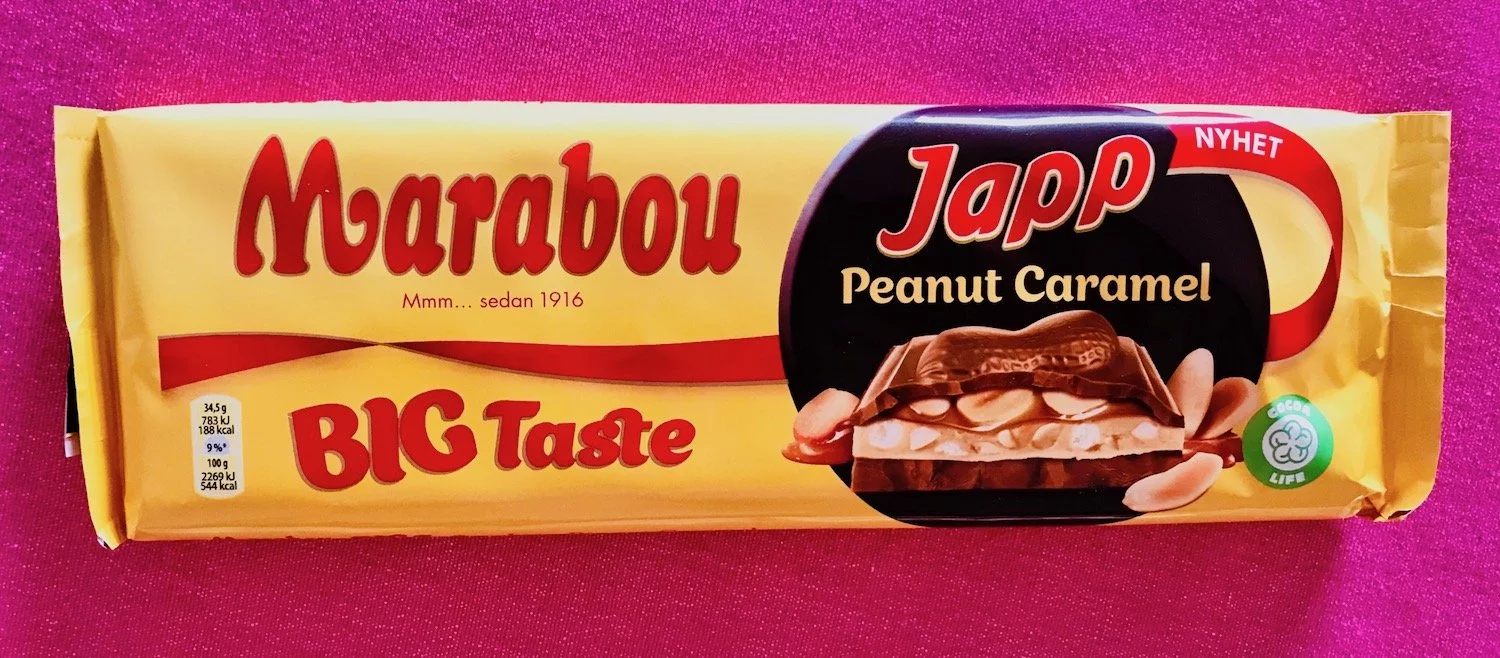 Marabou
Mmm... sedan 1916
BIG Taste
34,5 g
783 kJ
188 kcal
9%*
100 g
2269 kJ
544 kcal
Japp
NYHET
Peanut Caramel
COCOA
LIFE